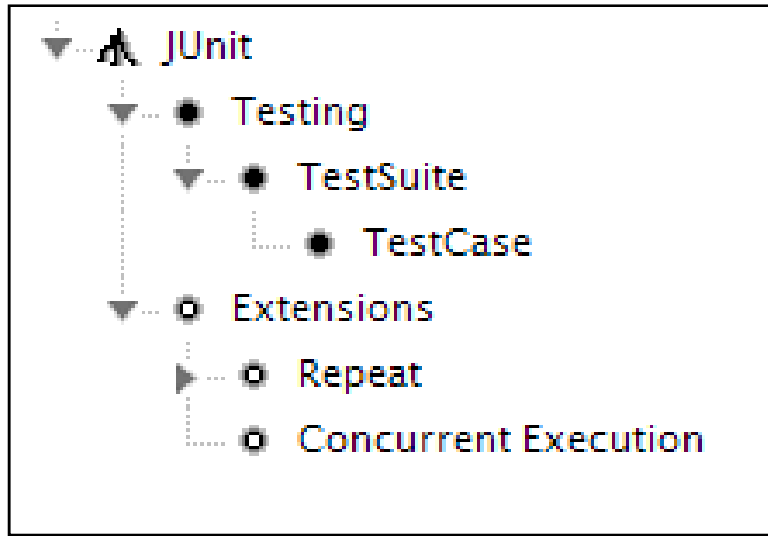 JUnit
Testing
TestSuite
TestCase
Extensions
Repeat
Concurrent Execution